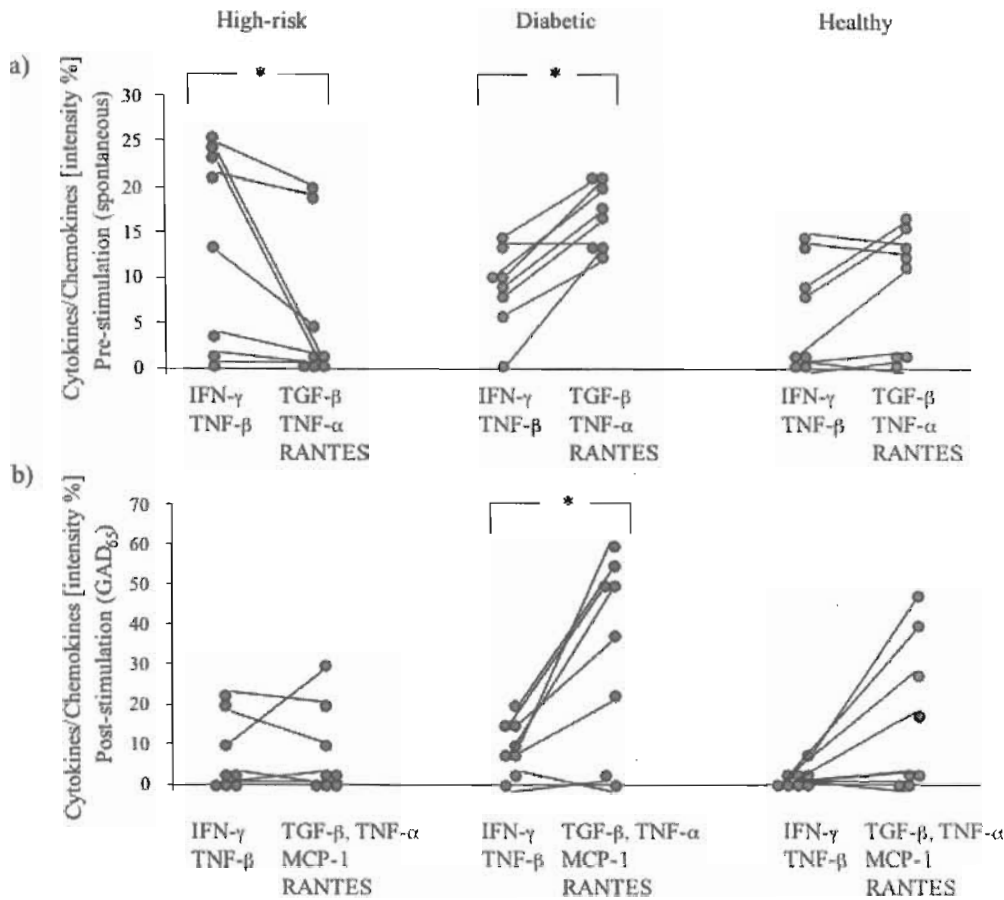 High-risk Diabetic Healthy
a)
Cytokines/Chemokines [intensity %]
Pre-stimulation (spontaneous)
* *
30
25
20
15
10
5
0
IFN-γ TGF-β IFN-γ TGF-β IFN-γ TGF-β
TNF-β TNF-α TNF-β TNF-α TNF-β TNF-α
RANTES RANTES RANTES
b)
Cytokines/Chemokines [intensity %]
Post-stimulation (GAD65)
*
70
60
50
40
30
20
10
0
IFN-γ TGF-β, TNF-α IFN-γ TGF-β, TNF-α IFN-γ TGF-β, TNF-α
TNF-β MCP-1 TNF-β MCP-1 TNF-β MCP-1
RANTES RANTES RANTES